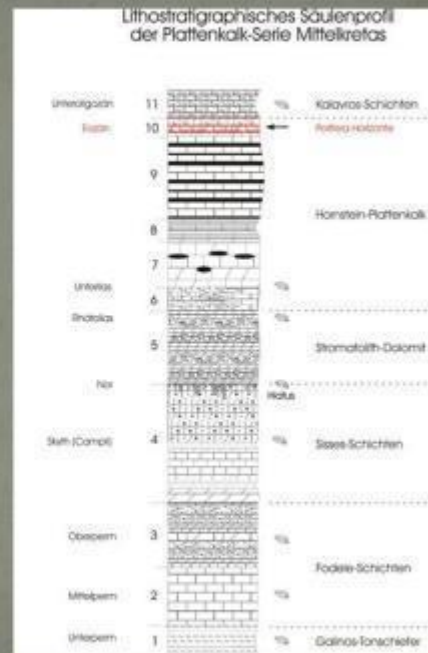 Lithostratigraphisches Säulenprofil
der Plattenkalk-Serie Mittelkretas
Unteroligozän 11 Kalavros-Schichten
Eozän 10
9
Hornstein-Plattenkalk
8
7
Unterlias
6
Rhätolias
5 Stromatolith-Dolomit
Nor
Hiatus
Skyth (Campil) 4 Sisses-Schichten
Oberperm 3
Fodele-Schichten
Mittelperm 2
Unterperm 1 Galinos-Tonschiefer